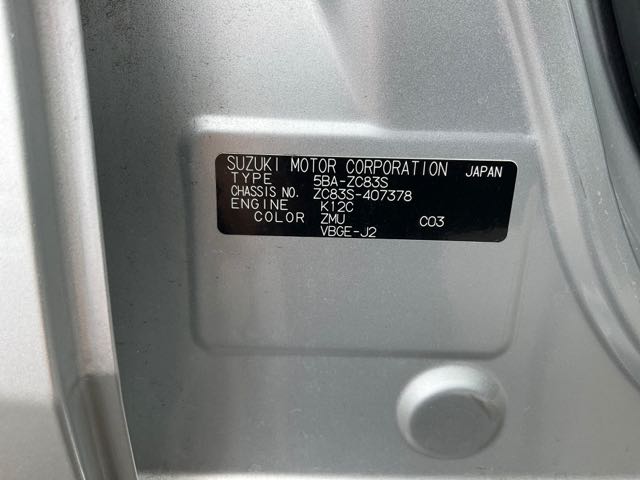 SUZUKI MOTOR CORPORATION JAPAN
TYPE 5BA-ZC83S
CHASSIS NO. ZC83S-407378
ENGINE K12C
COLOR ZMU C03
VBGE-J2